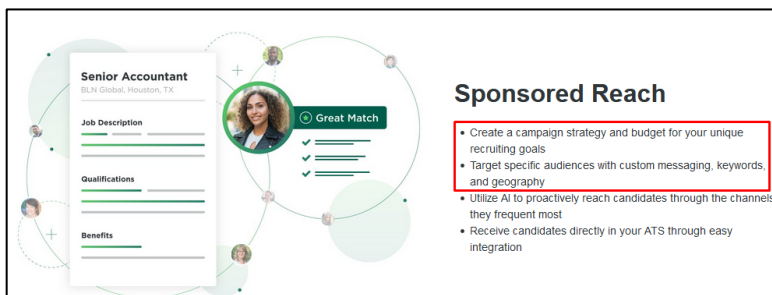 Senior Accountant
BLN Global, Houston, TX
Job Description
Qualifications
Benefits
Great Match
Sponsored Reach
• Create a campaign strategy and budget for your unique
recruiting goals
• Target specific audiences with custom messaging, keywords,
and geography
• Utilize AI to proactively reach candidates through the channels
they frequent most
• Receive candidates directly in your ATS through easy
integration